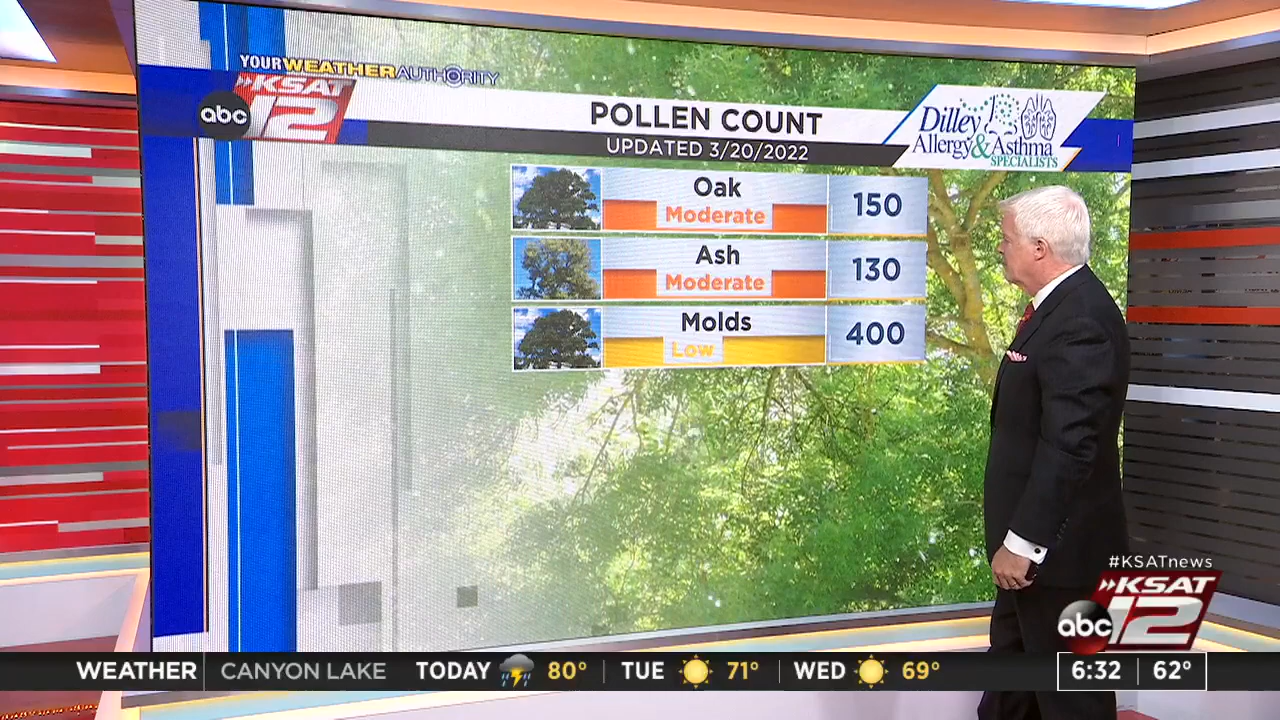 YOUR WEATHER AUTHORITY
abc
KSAT
12
POLLEN COUNT
UPDATED 3/20/2022
Dilley
Allergy & Asthma
SPECIALISTS
Oak
Moderate
150
Ash
Moderate
130
Molds
Low
400
#KSATnews
KSAT
abc 12
WEATHER CANYON LAKE TODAY 80° TUE 71° WED 69° 6:32 62°